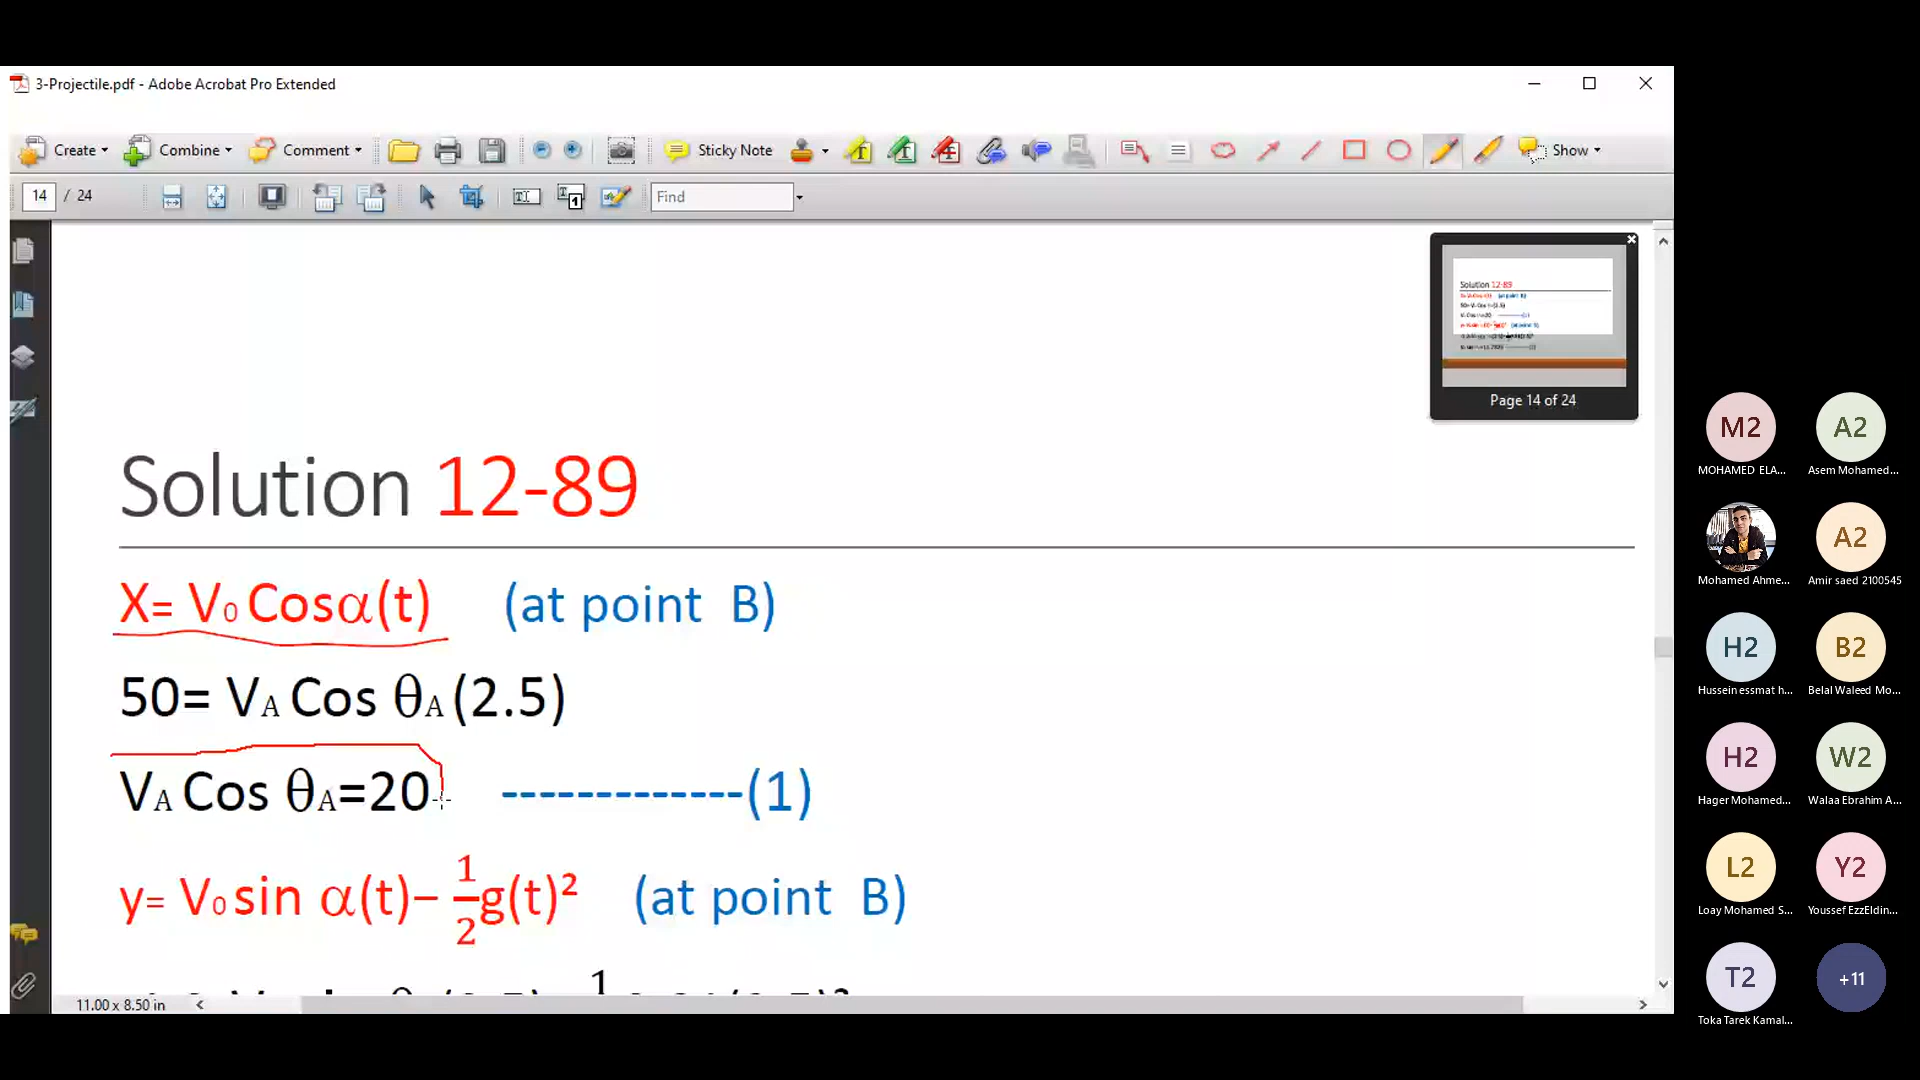 3-Projectile.pdf - Adobe Acrobat Pro Extended
Create Combine Comment Sticky Note Show
14 / 24 Find
Solution 12-89
Page 14 of 24
Solution 12-89
X= V₀ Cosα(t) (at point B)
50= VA Cos θA (2.5)
VA Cos θA=20 -------------(1)
y= V₀ sin α(t)– 1/2 g(t)² (at point B)
11.00 x 8.50 in
M2 A2
MOHAMED ELA... Asem Mohamed...
A2
Mohamed Ahme... Amir saed 2100545
H2 B2
Hussein essmat h... Belal Waleed Mo...
H2 W2
Hager Mohamed... Walaa Ebrahim A...
L2 Y2
Loay Mohamed S... Youssef EzzEldin...
T2 +11
Toka Tarek Kamal...